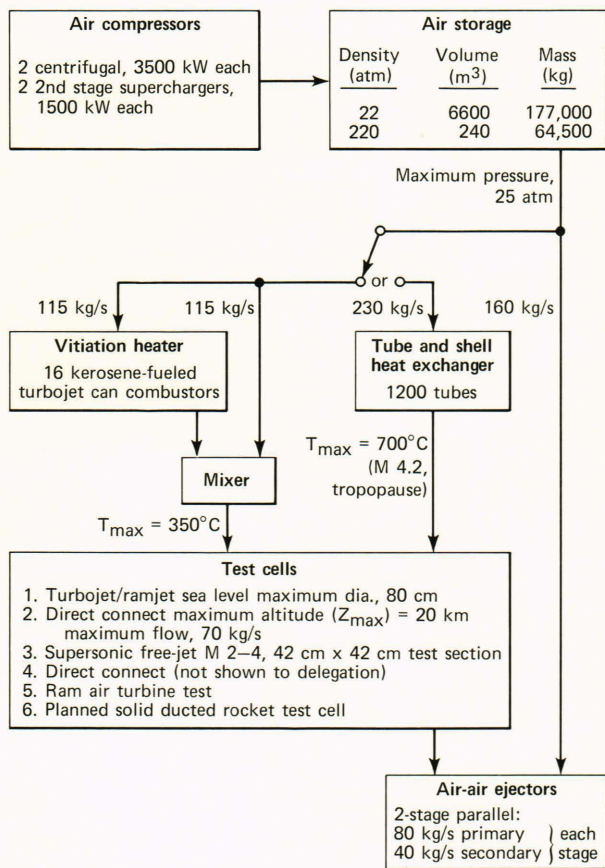 Air compressors
2 centrifugal, 3500 kW each
2 2nd stage superchargers,
1500 kW each
Air storage
Density Volume Mass
(atm) (m³) (kg)
22 6600 177,000
220 240 64,500
Maximum pressure,
25 atm
or
115 kg/s 115 kg/s 230 kg/s 160 kg/s
Vitiation heater
16 kerosene-fueled
turbojet can combustors
Tube and shell
heat exchanger
1200 tubes
Mixer
T_max = 700°C
(M 4.2,
tropopause)
T_max = 350°C
Test cells
1. Turbojet/ramjet sea level maximum dia., 80 cm
2. Direct connect maximum altitude (Z_max) = 20 km
maximum flow, 70 kg/s
3. Supersonic free-jet M 2–4, 42 cm x 42 cm test section
4. Direct connect (not shown to delegation)
5. Ram air turbine test
6. Planned solid ducted rocket test cell
Air-air ejectors
2-stage parallel:
80 kg/s primary } each
40 kg/s secondary } stage